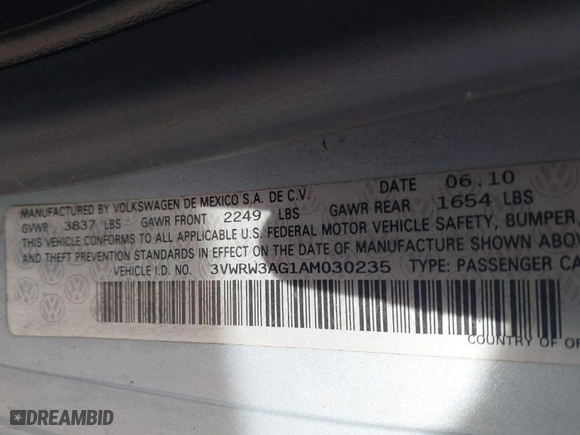 MANUFACTURED BY VOLKSWAGEN DE MEXICO S.A. DE C.V. DATE 06.10
GVWR 3837 LBS GAWR FRONT 2249 LBS GAWR REAR 1654 LBS
THIS VEHICLE CONFORMS TO ALL APPLICABLE U.S. FEDERAL MOTOR VEHICLE SAFETY, BUMPER,
AND THEFT PREVENTION STANDARDS IN EFFECT ON THE DATE OF MANUFACTURE SHOWN ABOVE
VEHICLE I.D. NO. 3VWRW3AG1AM030235 TYPE: PASSENGER CA
COUNTRY OF OR
DREAMBID